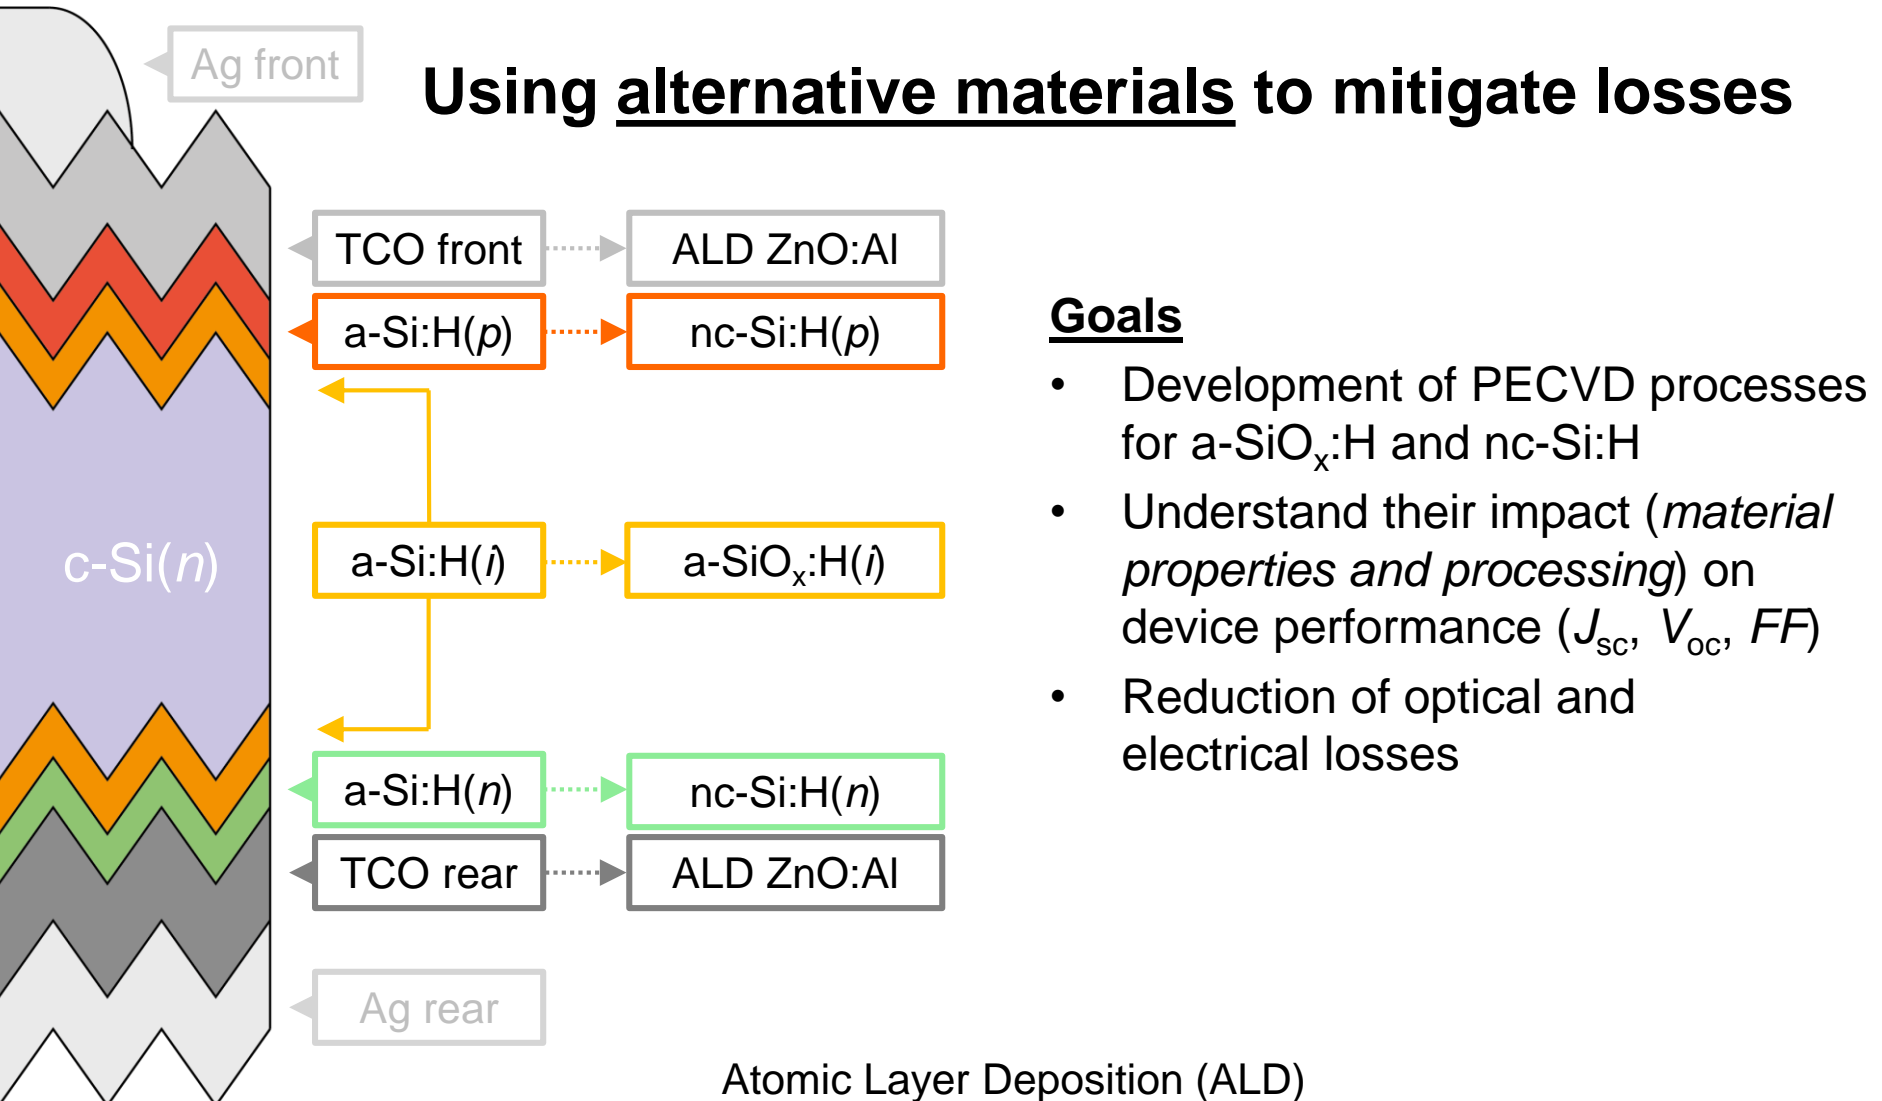 Ag front
Using alternative materials to mitigate losses
TCO front
ALD ZnO:Al
a-Si:H(p)
nc-Si:H(p)
c-Si(n)
a-Si:H(i)
a-SiOₓ:H(i)
a-Si:H(n)
nc-Si:H(n)
TCO rear
ALD ZnO:Al
Ag rear
Goals
• Development of PECVD processes
for a-SiOₓ:H and nc-Si:H
• Understand their impact (material
properties and processing) on
device performance (Jsc, Voc, FF)
• Reduction of optical and
electrical losses
Atomic Layer Deposition (ALD)